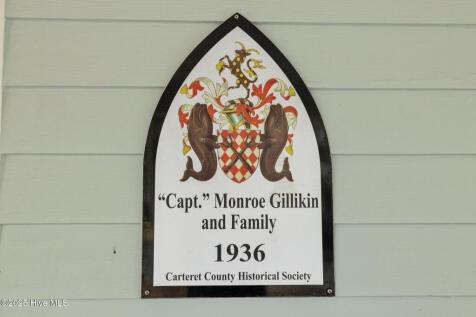 “Capt.” Monroe Gillikin
and Family
1936
Carteret County Historical Society